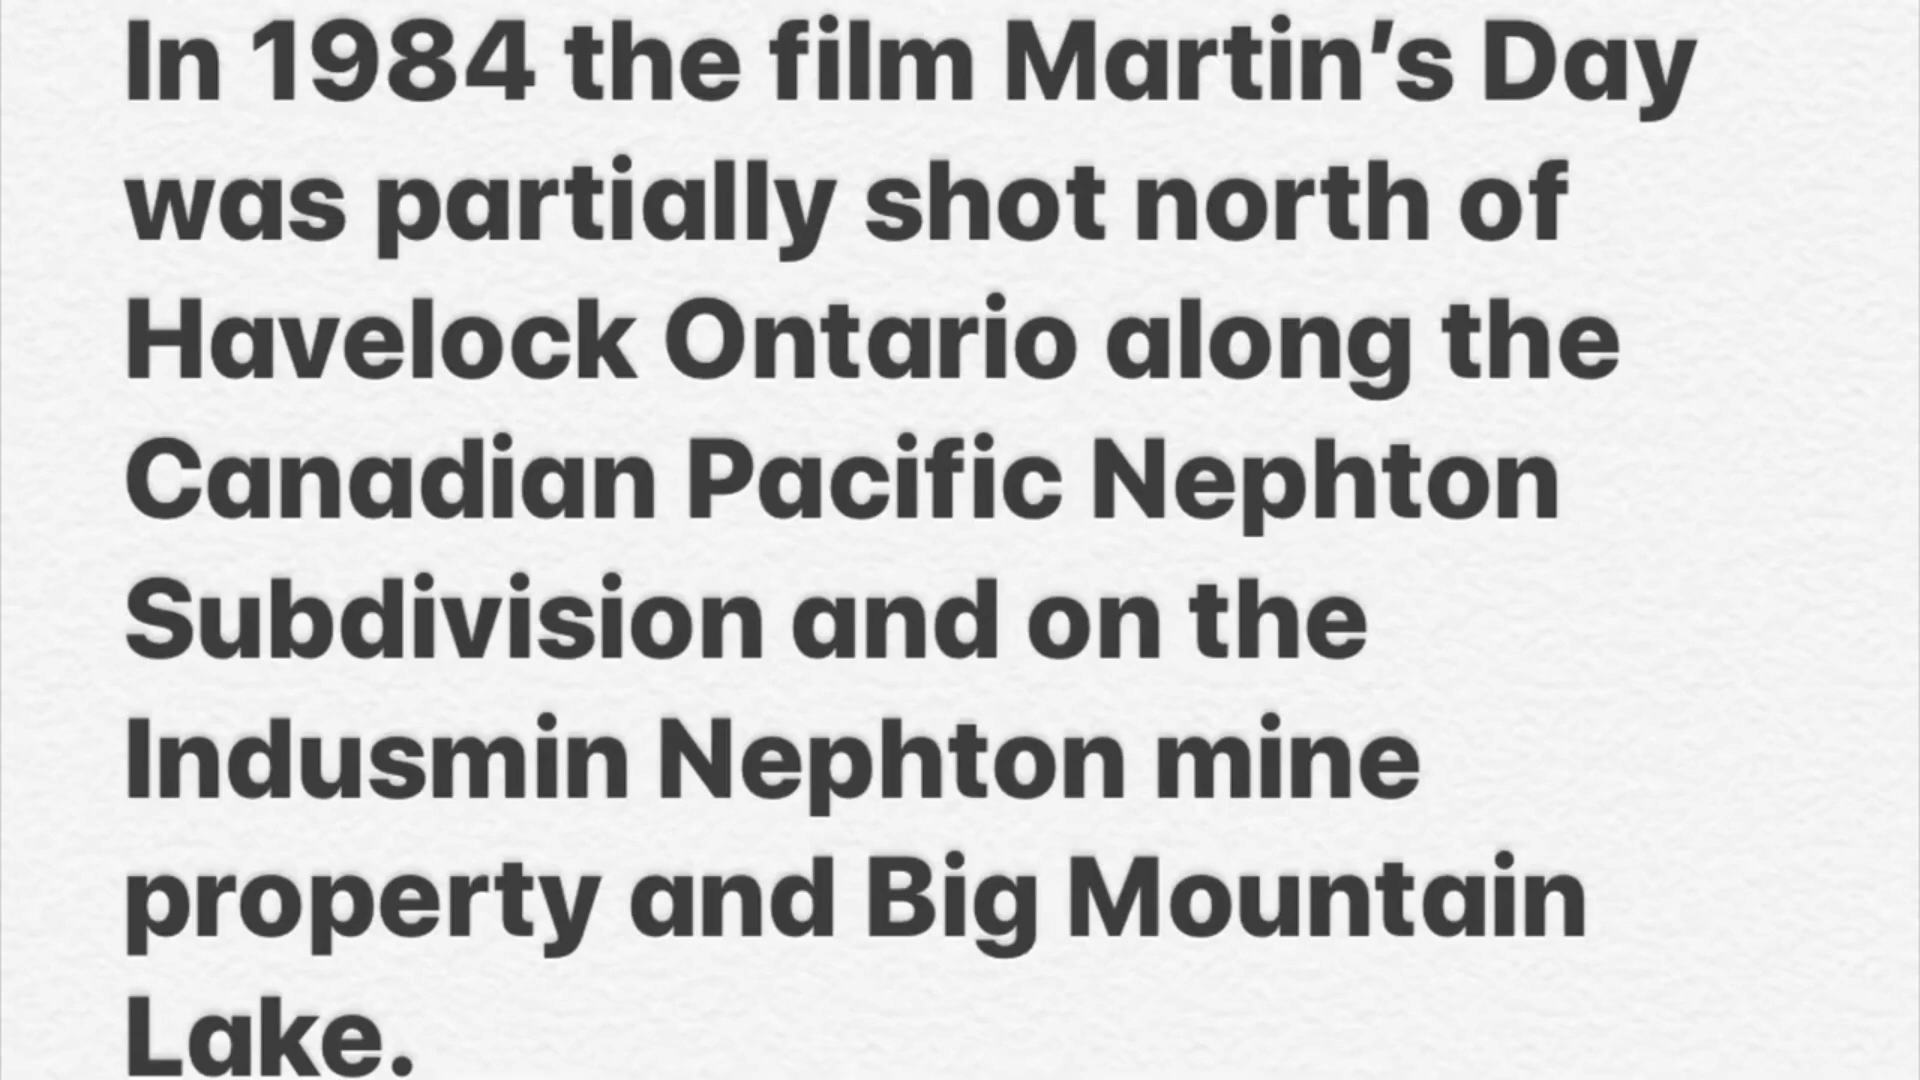 In 1984 the film Martin’s Day
was partially shot north of
Havelock Ontario along the
Canadian Pacific Nephton
Subdivision and on the
Indusmin Nephton mine
property and Big Mountain
Lake.